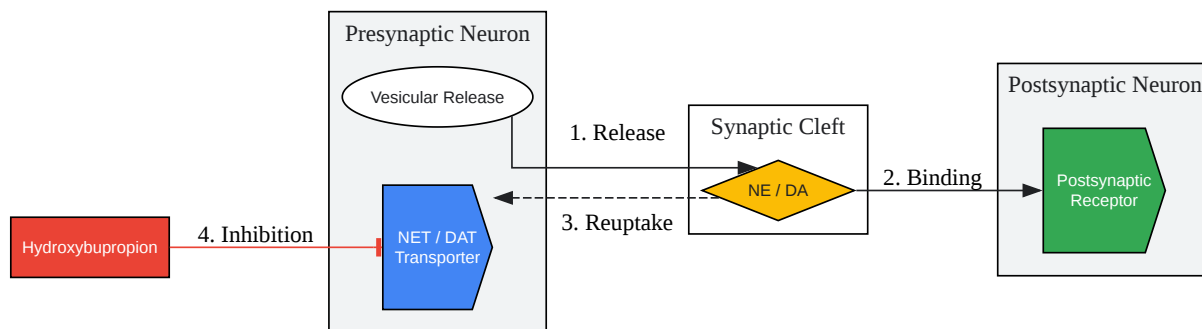 Presynaptic Neuron
Vesicular Release
1. Release
Synaptic Cleft
NE / DA
2. Binding
Postsynaptic Neuron
Postsynaptic
Receptor
3. Reuptake
NET / DAT
Transporter
4. Inhibition
Hydroxybupropion